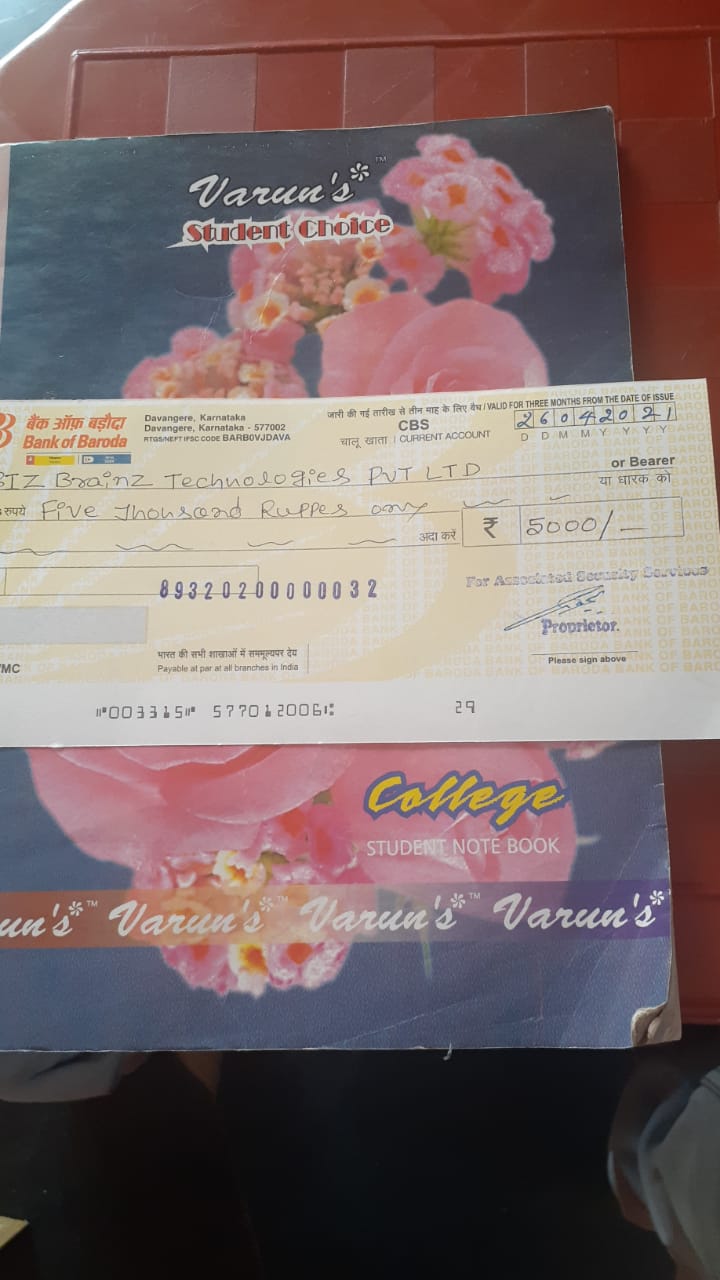 Varun's™
Student Choice
बैंक ऑफ़ बड़ौदा
Bank of Baroda
Davangere, Karnataka
Davangere, Karnataka - 577002
RTGS/NEFT IFSC CODE BARB0VJDAVA
जारी की गई तारीख से तीन माह के लिए वैध / VALID FOR THREE MONTHS FROM THE DATE OF ISSUE
CBS
चालू खाता / CURRENT ACCOUNT
26042021
D D M M Y Y Y Y
BIZ Brainz Technologies PVT LTD
or Bearer
या धारक को
रुपये Five Thousand Ruppes only
अदा करें ₹ 5000/-
89320200000032
For Associated Security Services
Proprietor.
Please sign above
/MC
भारत की सभी शाखाओं में सममूल्यपर देय
Payable at par at all branches in India
⑈003315⑈ 577012006⑆ 29
College
STUDENT NOTE BOOK
un's™ Varun's™ Varun's™ Varun's